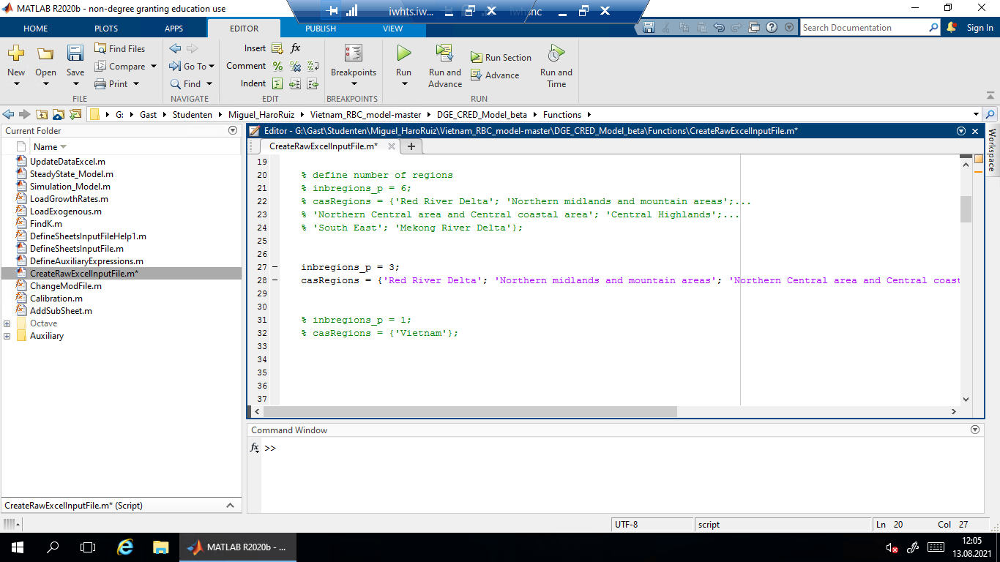 MATLAB R2020b - non-degree granting education use
iwhts.iw...
HOME PLOTS APPS EDITOR PUBLISH VIEW
Search Documentation
Sign In
New Open Save
Find Files
Compare
Print
FILE
Go To
Find
NAVIGATE
Insert
Comment
Indent
EDIT
Breakpoints
BREAKPOINTS
Run
Run and Advance
Run Section
Advance
Run and Time
RUN
G: Gast Studenten Miguel_HaroRuiz Vietnam_RBC_model-master DGE_CRED_Model_beta Functions
Current Folder
Name
UpdateDataExcel.m
SteadyState_Model.m
Simulation_Model.m
LoadGrowthRates.m
LoadExogenous.m
FindK.m
DefineSheetsInputFileHelp1.m
DefineSheetsInputFile.m
DefineAuxiliaryExpressions.m
CreateRawExcelInputFile.m*
ChangeModFile.m
Calibration.m
AddSubSheet.m
Octave
Auxiliary
CreateRawExcelInputFile.m* (Script)
Editor - G:\Gast\Studenten\Miguel_HaroRuiz\Vietnam_RBC_model-master\DGE_CRED_Model_beta\Functions\CreateRawExcelInputFile.m*
CreateRawExcelInputFile.m*
19
20 % define number of regions
21 % inbregions_p = 6;
22 % casRegions = {'Red River Delta'; 'Northern midlands and mountain areas';...
23 % 'Northern Central area and Central coastal area'; 'Central Highlands';...
24 % 'South East'; 'Mekong River Delta'};
25
26
27 inbregions_p = 3;
28 casRegions = {'Red River Delta'; 'Northern midlands and mountain areas'; 'Northern Central area and Central coast
29
30
31 % inbregions_p = 1;
32 % casRegions = {'Vietnam'};
33
34
35
36
37
Workspace
Command Window
fx >>
UTF-8
script
Ln 20 Col 27
MATLAB R2020b - ...
12:05
13.08.2021